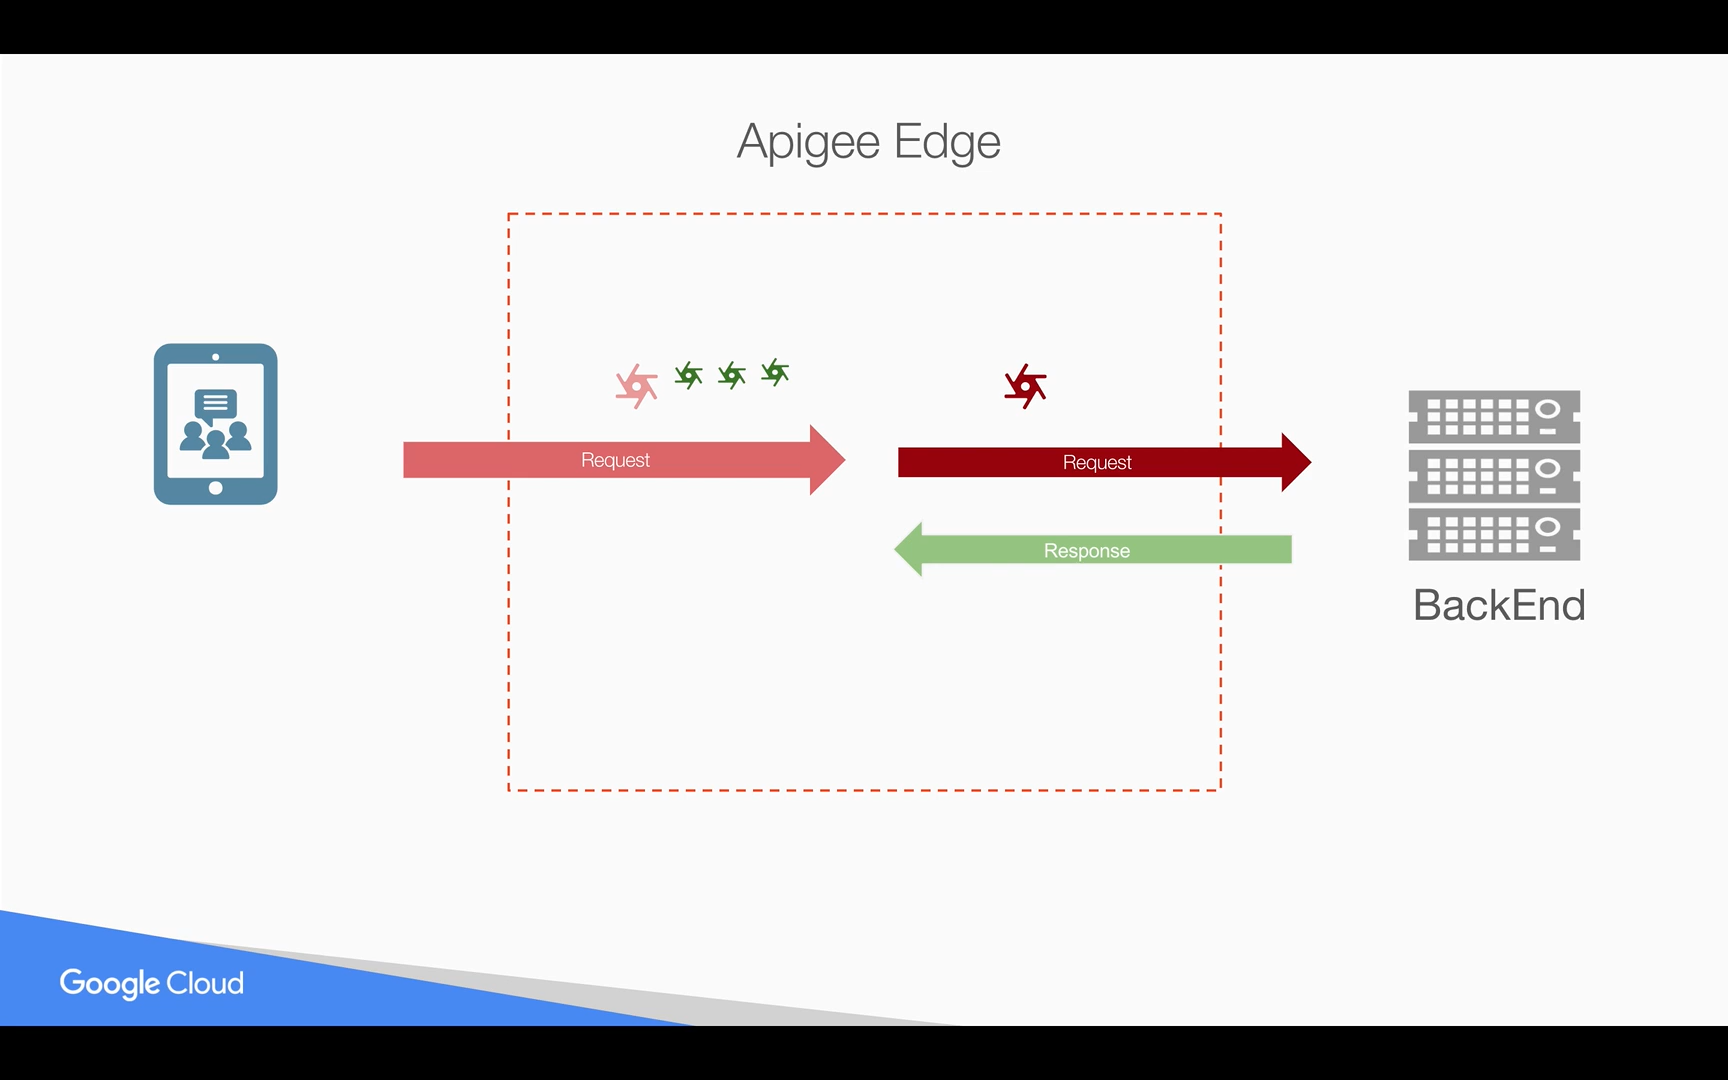 Apigee Edge
Request
Request
Response
BackEnd
Google Cloud